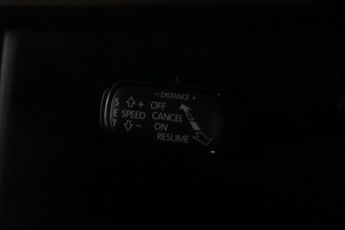 – DISTANCE +
S ⇧ + OFF
E SPEED CANCEL
T ⇩ – ON
RESUME